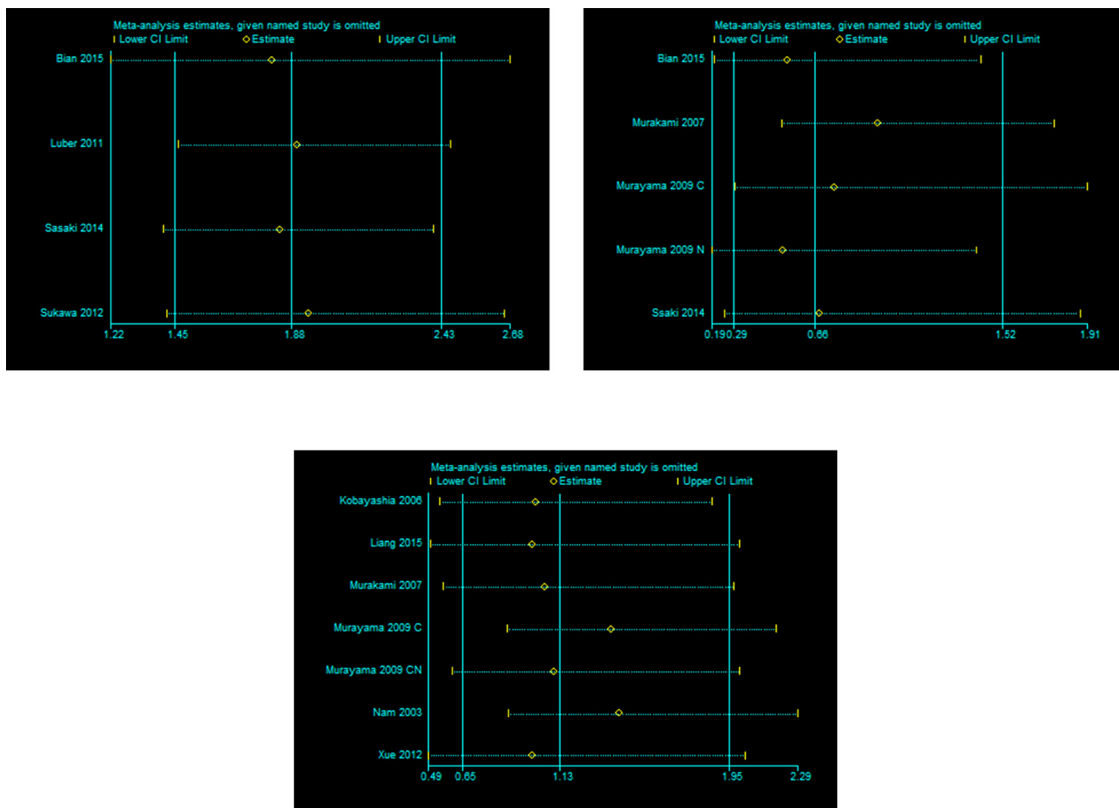 Meta-analysis estimates, given named study is omitted
Lower CI Limit Estimate Upper CI Limit
Bian 2015
Luber 2011
Sasaki 2014
Sukawa 2012
1.22 1.45 1.88 2.43 2.68
Meta-analysis estimates, given named study is omitted
Lower CI Limit Estimate Upper CI Limit
Bian 2015
Murakami 2007
Murayama 2009 C
Murayama 2009 N
Ssaki 2014
0.19 0.29 0.66 1.52 1.91
Meta-analysis estimates, given named study is omitted
Lower CI Limit Estimate Upper CI Limit
Kobayashia 2006
Liang 2015
Murakami 2007
Murayama 2009 C
Murayama 2009 CN
Nam 2003
Xue 2012
0.49 0.65 1.13 1.95 2.29